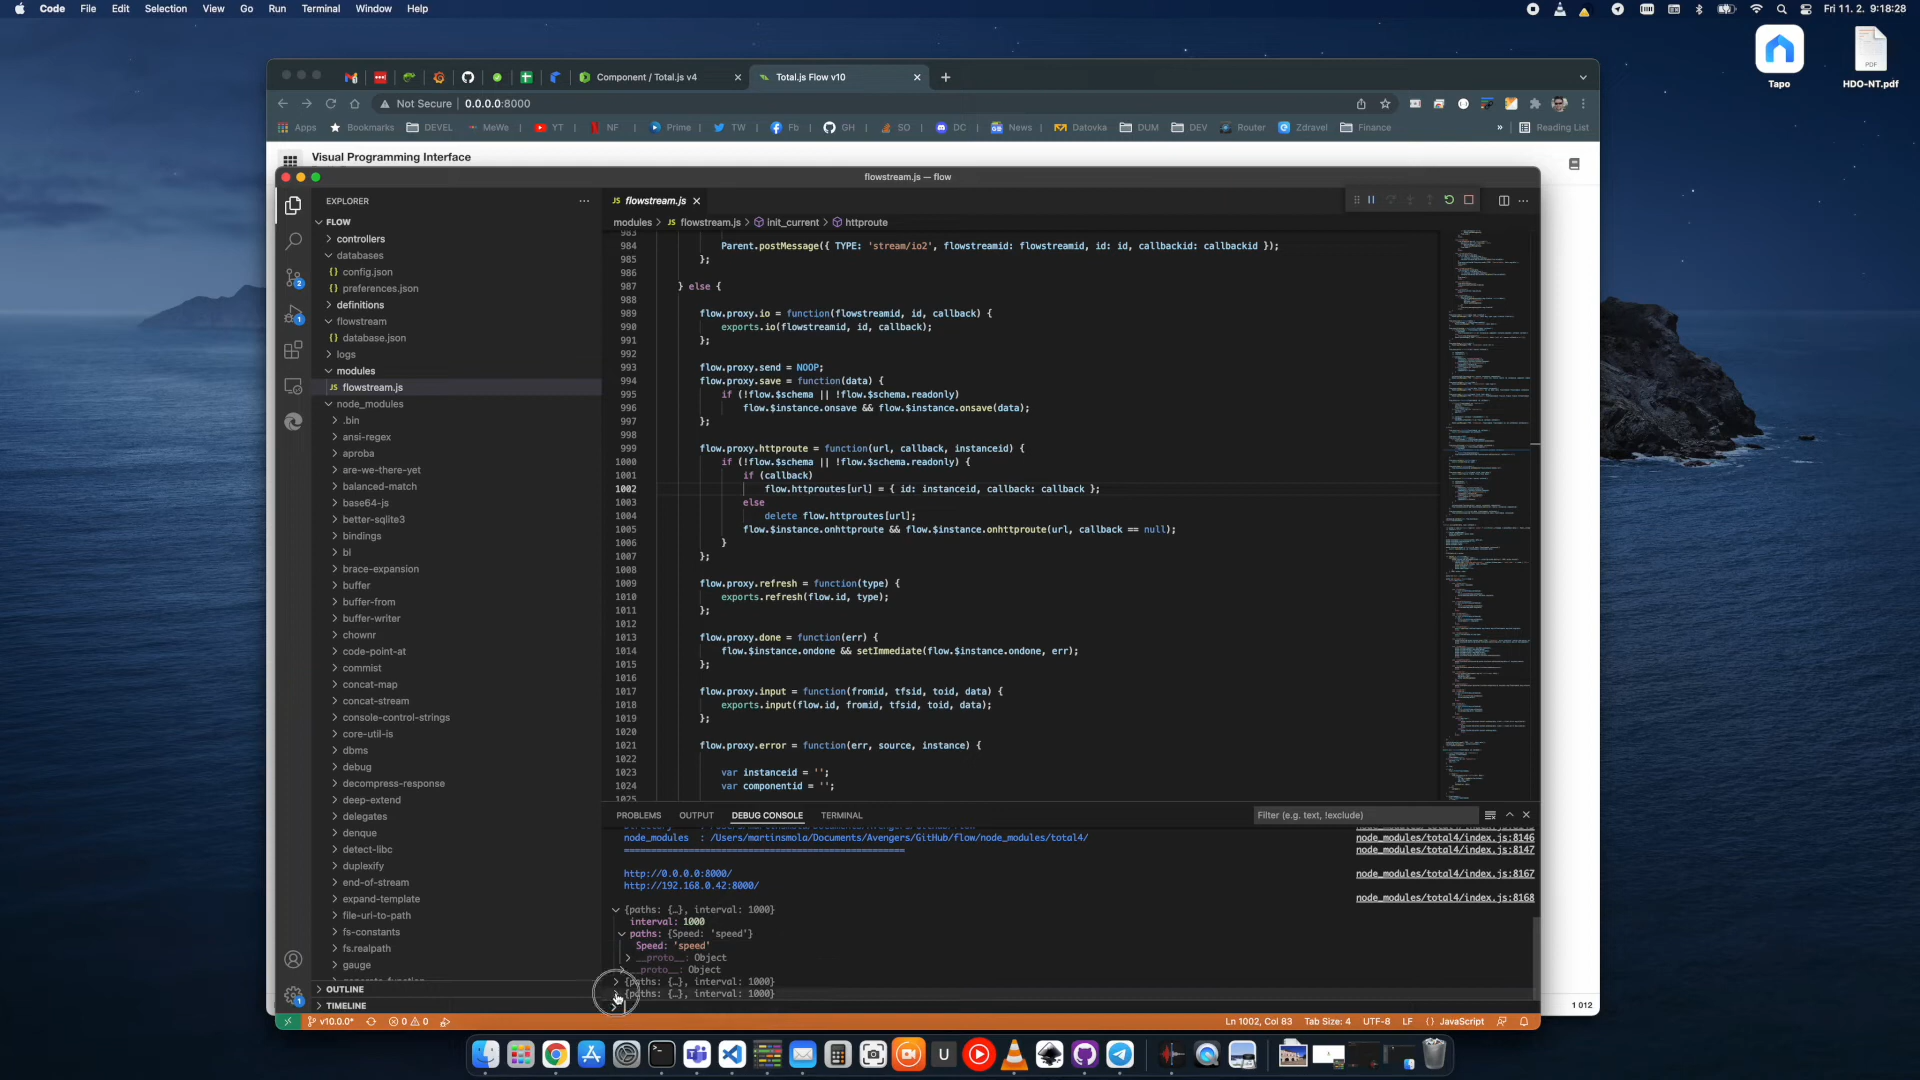 Code File Edit Selection View Go Run Terminal Window Help
Fri 11. 2. 9:18:28
Tapo
PDF
HDO-NT.pdf
Component / Total.js v4
Total.js Flow v10
Not Secure
0.0.0.0:8000
Apps Bookmarks DEVEL MeWe YT NF Prime TW Fb GH SO DC News Datovka DUM DEV Router Zdravel Finance » Reading List
Visual Programming Interface
flowstream.js — flow
EXPLORER
JS flowstream.js
FLOW
modules > JS flowstream.js > init_current > httproute
controllers
databases
{} config.json
{} preferences.json
definitions
flowstream
{} database.json
logs
modules
JS flowstream.js
node_modules
.bin
ansi-regex
aproba
are-we-there-yet
balanced-match
base64-js
better-sqlite3
bindings
bl
brace-expansion
buffer
buffer-from
buffer-writer
chownr
code-point-at
commist
concat-map
concat-stream
console-control-strings
core-util-is
dbms
debug
decompress-response
deep-extend
delegates
denque
detect-libc
duplexify
end-of-stream
expand-template
file-uri-to-path
fs-constants
fs.realpath
gauge
OUTLINE
TIMELINE
983
984 Parent.postMessage({ TYPE: 'stream/io2', flowstreamid: flowstreamid, id: id, callbackid: callbackid });
985 };
986
987 } else {
988
989 flow.proxy.io = function(flowstreamid, id, callback) {
990 exports.io(flowstreamid, id, callback);
991 };
992
993 flow.proxy.send = NOOP;
994 flow.proxy.save = function(data) {
995 if (!flow.$schema || !flow.$schema.readonly)
996 flow.$instance.onsave && flow.$instance.onsave(data);
997 };
998
999 flow.proxy.httproute = function(url, callback, instanceid) {
1000 if (!flow.$schema || !flow.$schema.readonly) {
1001 if (callback)
1002 flow.httproutes[url] = { id: instanceid, callback: callback };
1003 else
1004 delete flow.httproutes[url];
1005 flow.$instance.onhttproute && flow.$instance.onhttproute(url, callback == null);
1006 }
1007 };
1008
1009 flow.proxy.refresh = function(type) {
1010 exports.refresh(flow.id, type);
1011 };
1012
1013 flow.proxy.done = function(err) {
1014 flow.$instance.ondone && setImmediate(flow.$instance.ondone, err);
1015 };
1016
1017 flow.proxy.input = function(fromid, tfsid, toid, data) {
1018 exports.input(flow.id, fromid, tfsid, toid, data);
1019 };
1020
1021 flow.proxy.error = function(err, source, instance) {
1022
1023 var instanceid = '';
1024 var componentid = '';
1025
PROBLEMS OUTPUT DEBUG CONSOLE TERMINAL
Filter (e.g. text, !exclude)
node_modules : /Users/martinsmola/Documents/Avengers/GitHub/flow/node_modules/total4/
node_modules/total4/index.js:8146
node_modules/total4/index.js:8147
http://0.0.0.0:8000/
node_modules/total4/index.js:8167
http://192.168.0.42:8000/
node_modules/total4/index.js:8168
{paths: {…}, interval: 1000}
interval: 1000
paths: {Speed: 'speed'}
Speed: 'speed'
__proto__: Object
__proto__: Object
{paths: {…}, interval: 1000}
{paths: {…}, interval: 1000}
1 012
v10.0.0* 0 0
Ln 1002, Col 83 Tab Size: 4 UTF-8 LF {} JavaScript